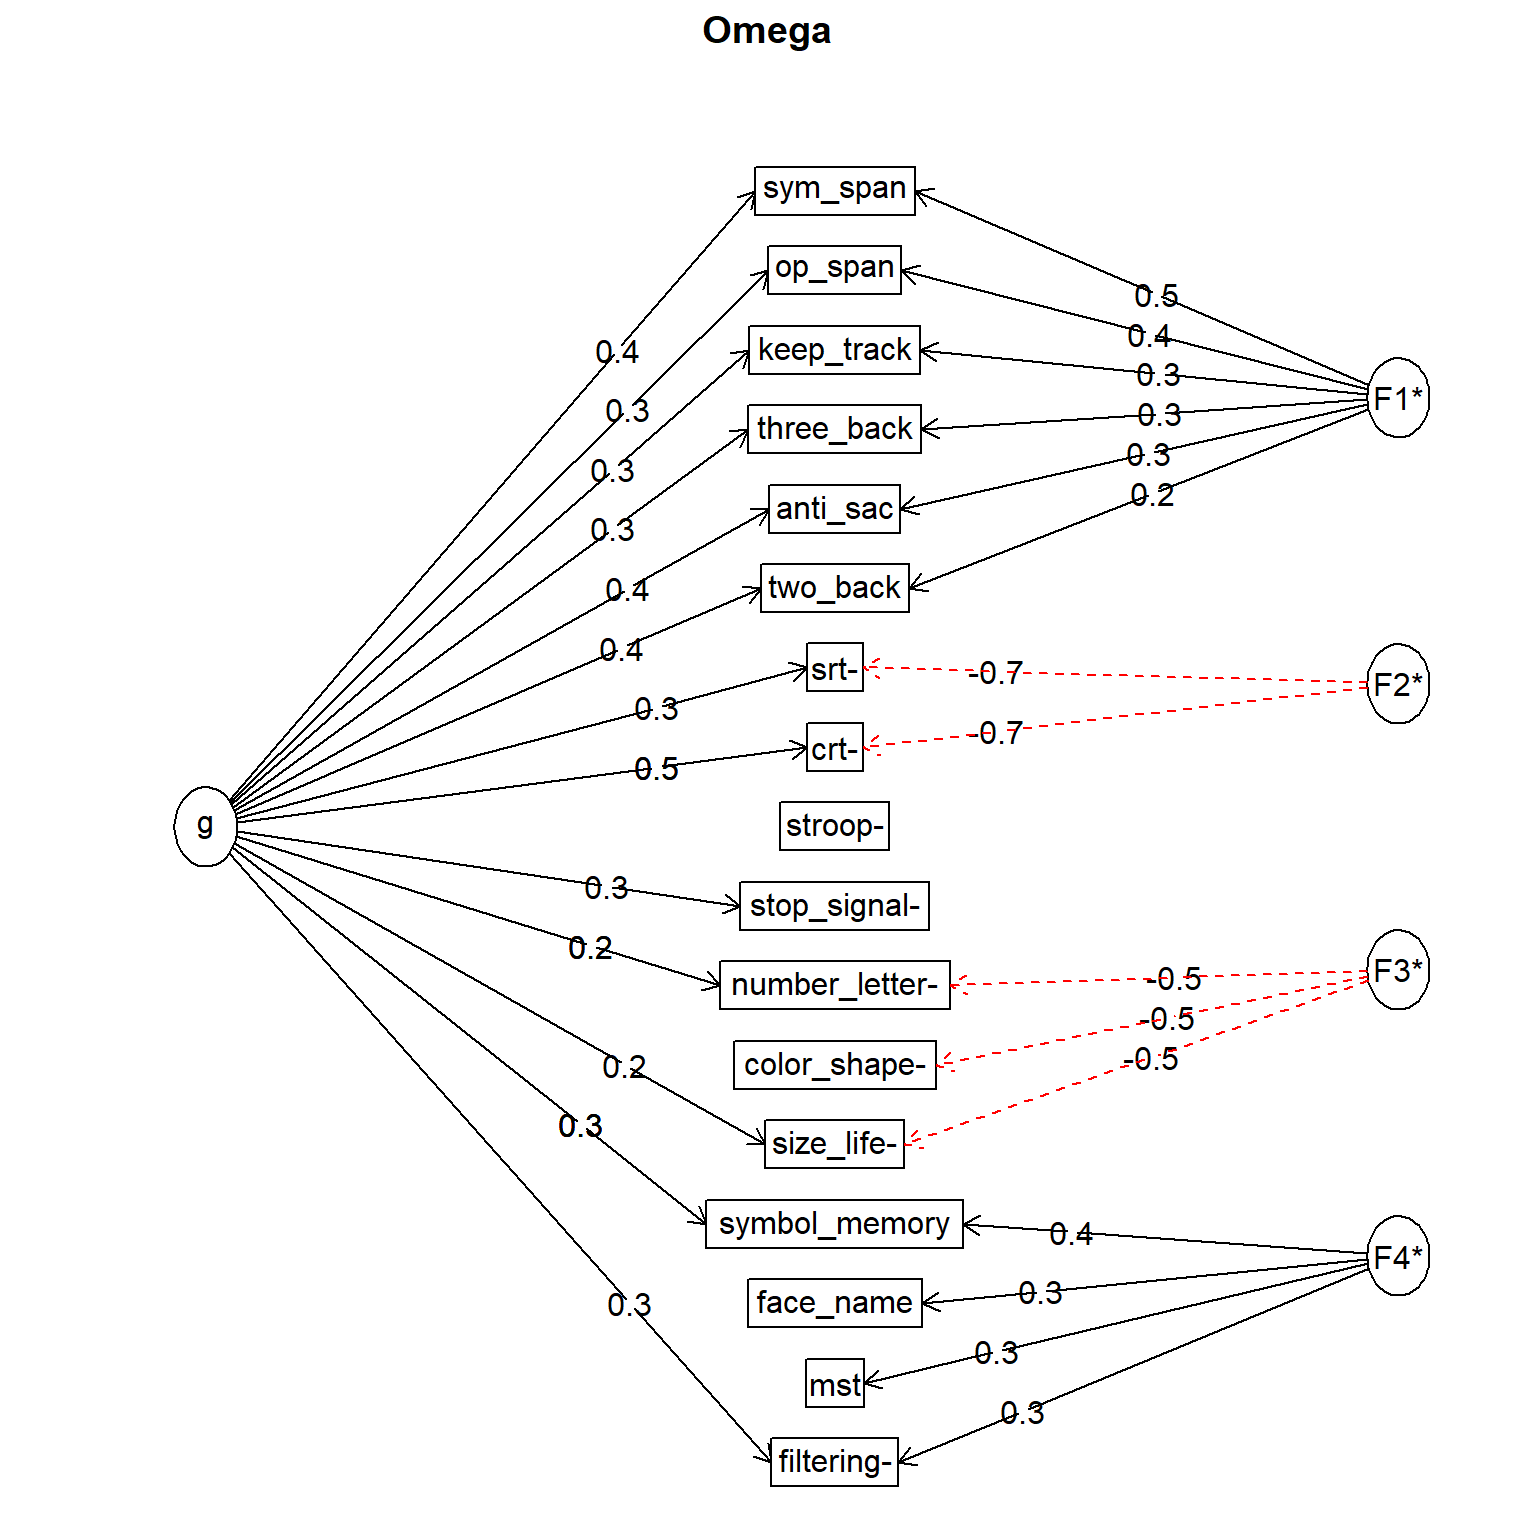 Omega
sym_span
op_span
0.5
0.4
keep_track
0.4
0.3
F1*
0.3
three_back
0.3
0.3
0.3
0.2
anti_sac
0.3
0.4
two_back
0.4
srt-
-0.7
F2*
0.3
crt-
-0.7
0.5
g
stroop-
0.3
stop_signal-
0.2
number_letter-
-0.5
F3*
-0.5
color_shape-
-0.5
0.2
size_life-
0.3
symbol_memory
0.4
F4*
face_name
0.3
0.3
mst
0.3
0.3
filtering-